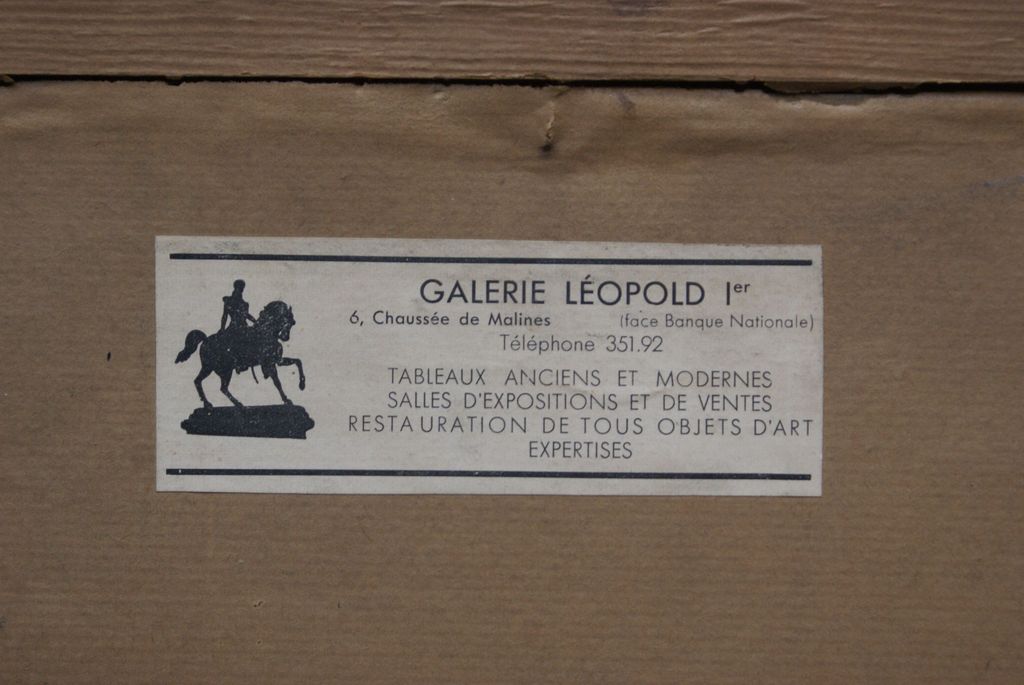 GALERIE LÉOPOLD Ier
6, Chaussée de Malines (face Banque Nationale)
Téléphone 351.92
TABLEAUX ANCIENS ET MODERNES
SALLES D'EXPOSITIONS ET DE VENTES
RESTAURATION DE TOUS OBJETS D'ART
EXPERTISES